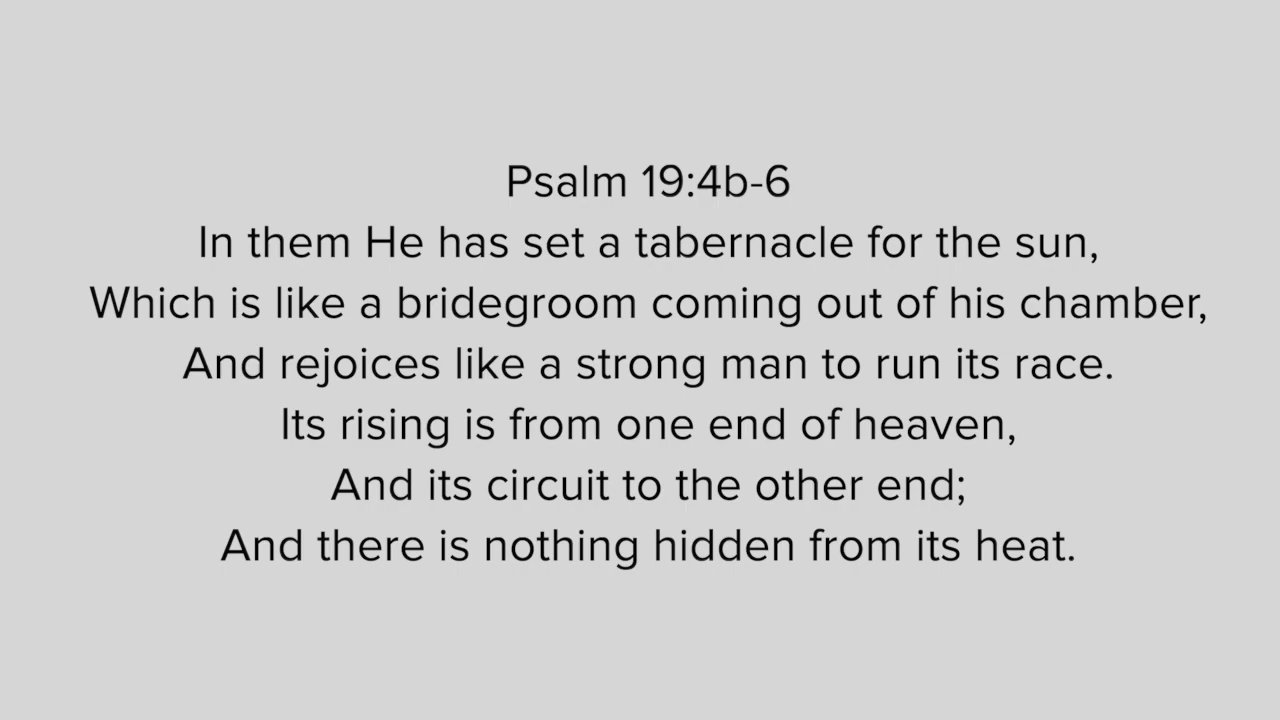 Psalm 19:4b-6
In them He has set a tabernacle for the sun,
Which is like a bridegroom coming out of his chamber,
And rejoices like a strong man to run its race.
Its rising is from one end of heaven,
And its circuit to the other end;
And there is nothing hidden from its heat.